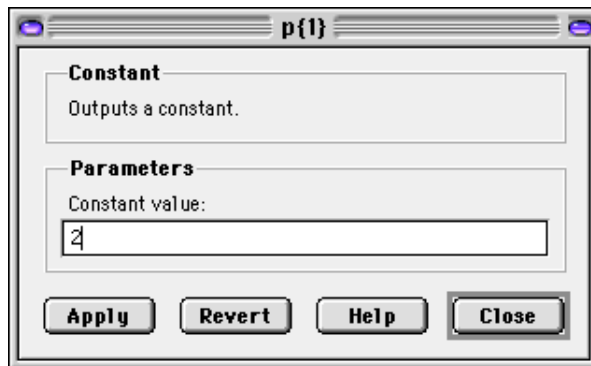 p{1}
Constant
Outputs a constant.
Parameters
Constant value:
2
Apply Revert Help Close